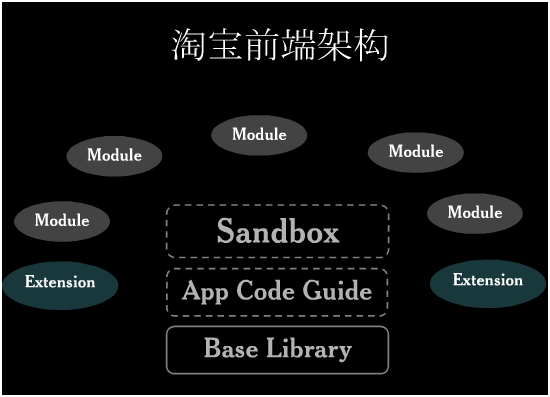 淘宝前端架构
Module
Module
Module
Module
Module
Sandbox
Extension
App Code Guide
Extension
Base Library